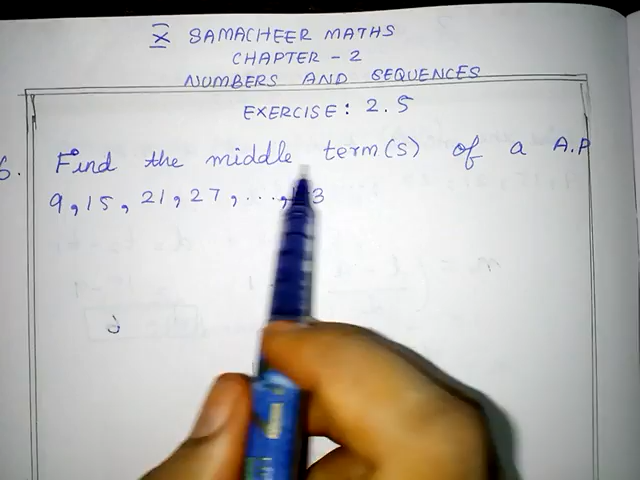 X SAMACHEER MATHS
CHAPTER - 2
NUMBERS AND SEQUENCES
EXERCISE: 2.5
6. Find the middle term(s) of a A.P
9, 15, 21, 27, ...,